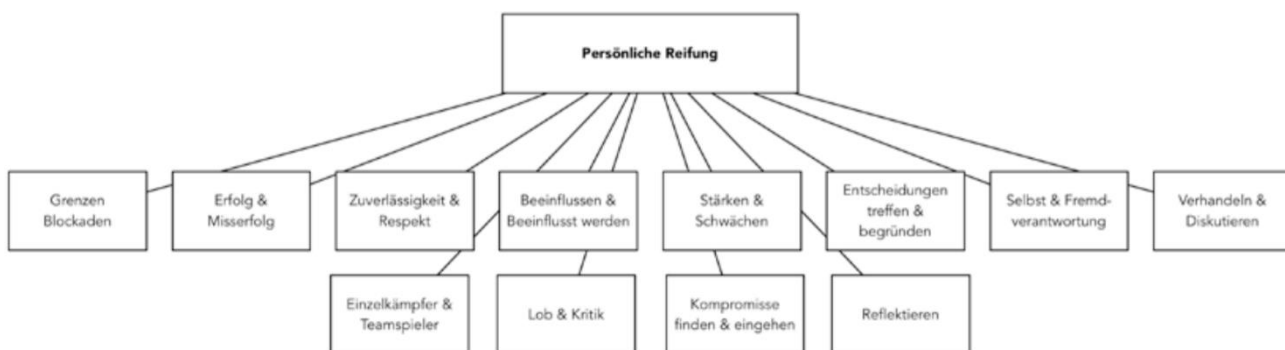 Persönliche Reifung
Grenzen
Blockaden
Erfolg &
Misserfolg
Zuverlässigkeit &
Respekt
Beeinflussen &
Beeinflusst werden
Stärken &
Schwächen
Entscheidungen
treffen &
begründen
Selbst & Fremd-
verantwortung
Verhandeln &
Diskutieren
Einzelkämpfer &
Teamspieler
Lob & Kritik
Kompromisse
finden & eingehen
Reflektieren